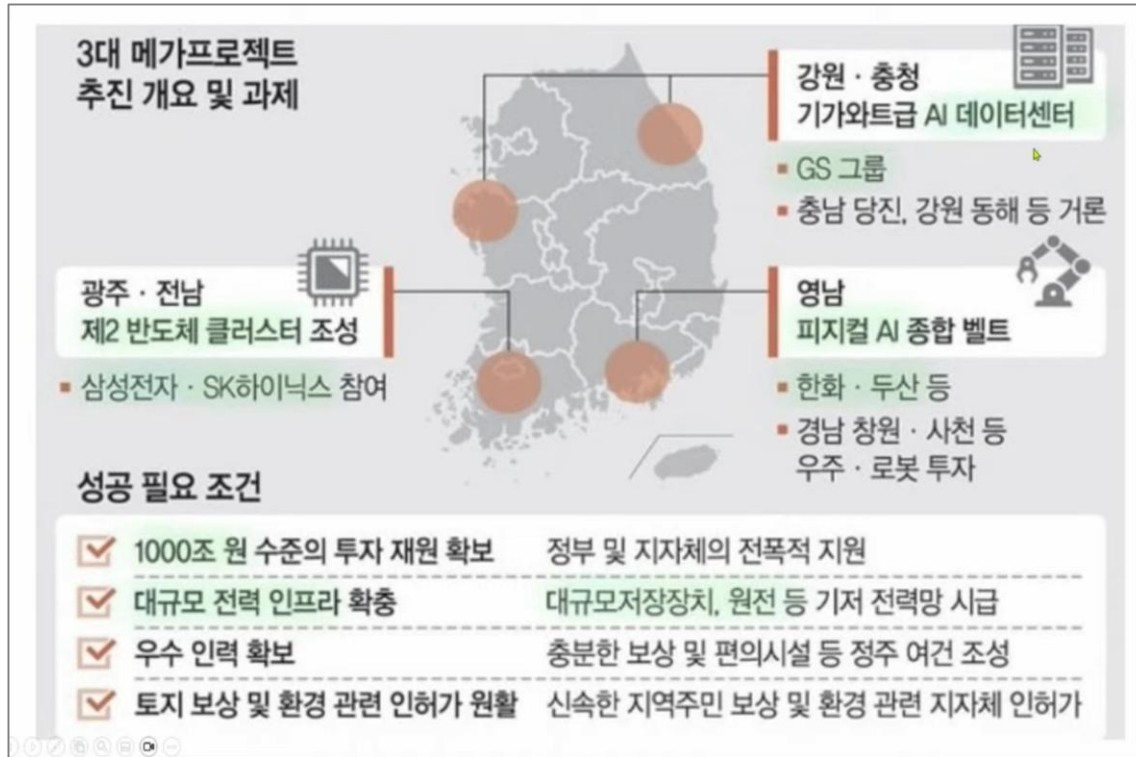 3대 메가프로젝트
추진 개요 및 과제
강원 · 충청
기가와트급 AI 데이터센터
▪ GS 그룹
▪ 충남 당진, 강원 동해 등 거론
광주 · 전남
제2 반도체 클러스터 조성
▪ 삼성전자 · SK하이닉스 참여
영남
피지컬 AI 종합 벨트
▪ 한화 · 두산 등
▪ 경남 창원 · 사천 등
우주 · 로봇 투자
성공 필요 조건
1000조 원 수준의 투자 재원 확보 정부 및 지자체의 전폭적 지원
대규모 전력 인프라 확충 대규모저장장치, 원전 등 기저 전력망 시급
우수 인력 확보 충분한 보상 및 편의시설 등 정주 여건 조성
토지 보상 및 환경 관련 인허가 원활 신속한 지역주민 보상 및 환경 관련 지자체 인허가